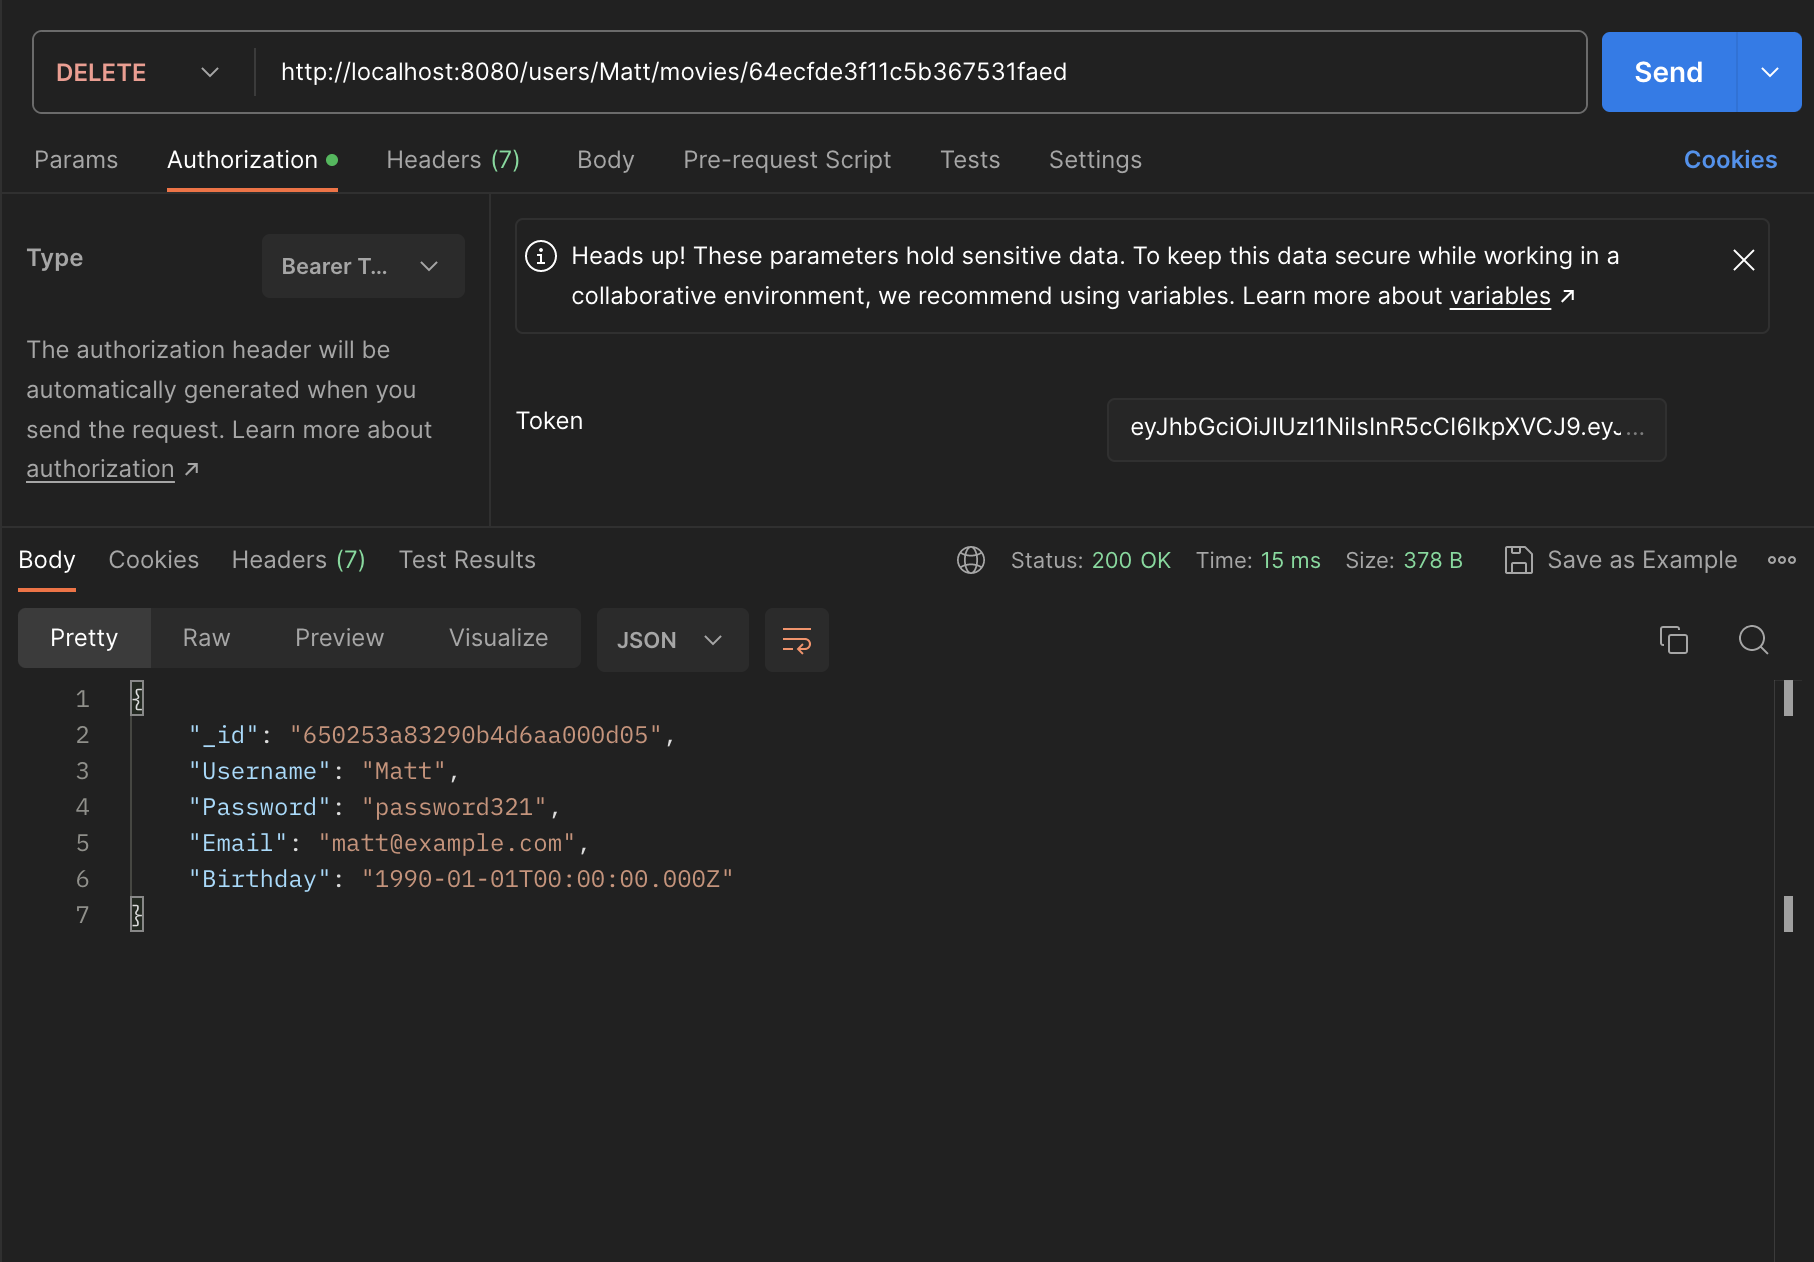 DELETE http://localhost:8080/users/Matt/movies/64ecfde3f11c5b367531faed Send
Params Authorization Headers (7) Body Pre-request Script Tests Settings Cookies
Type Bearer T...
The authorization header will be
automatically generated when you
send the request. Learn more about
authorization ↗
Heads up! These parameters hold sensitive data. To keep this data secure while working in a
collaborative environment, we recommend using variables. Learn more about variables ↗
Token eyJhbGciOiJIUzI1NiIsInR5cCI6IkpXVCJ9.eyJ...
Body Cookies Headers (7) Test Results Status: 200 OK Time: 15 ms Size: 378 B Save as Example
Pretty Raw Preview Visualize JSON
1 {
2 "_id": "650253a83290b4d6aa000d05",
3 "Username": "Matt",
4 "Password": "password321",
5 "Email": "matt@example.com",
6 "Birthday": "1990-01-01T00:00:00.000Z"
7 }